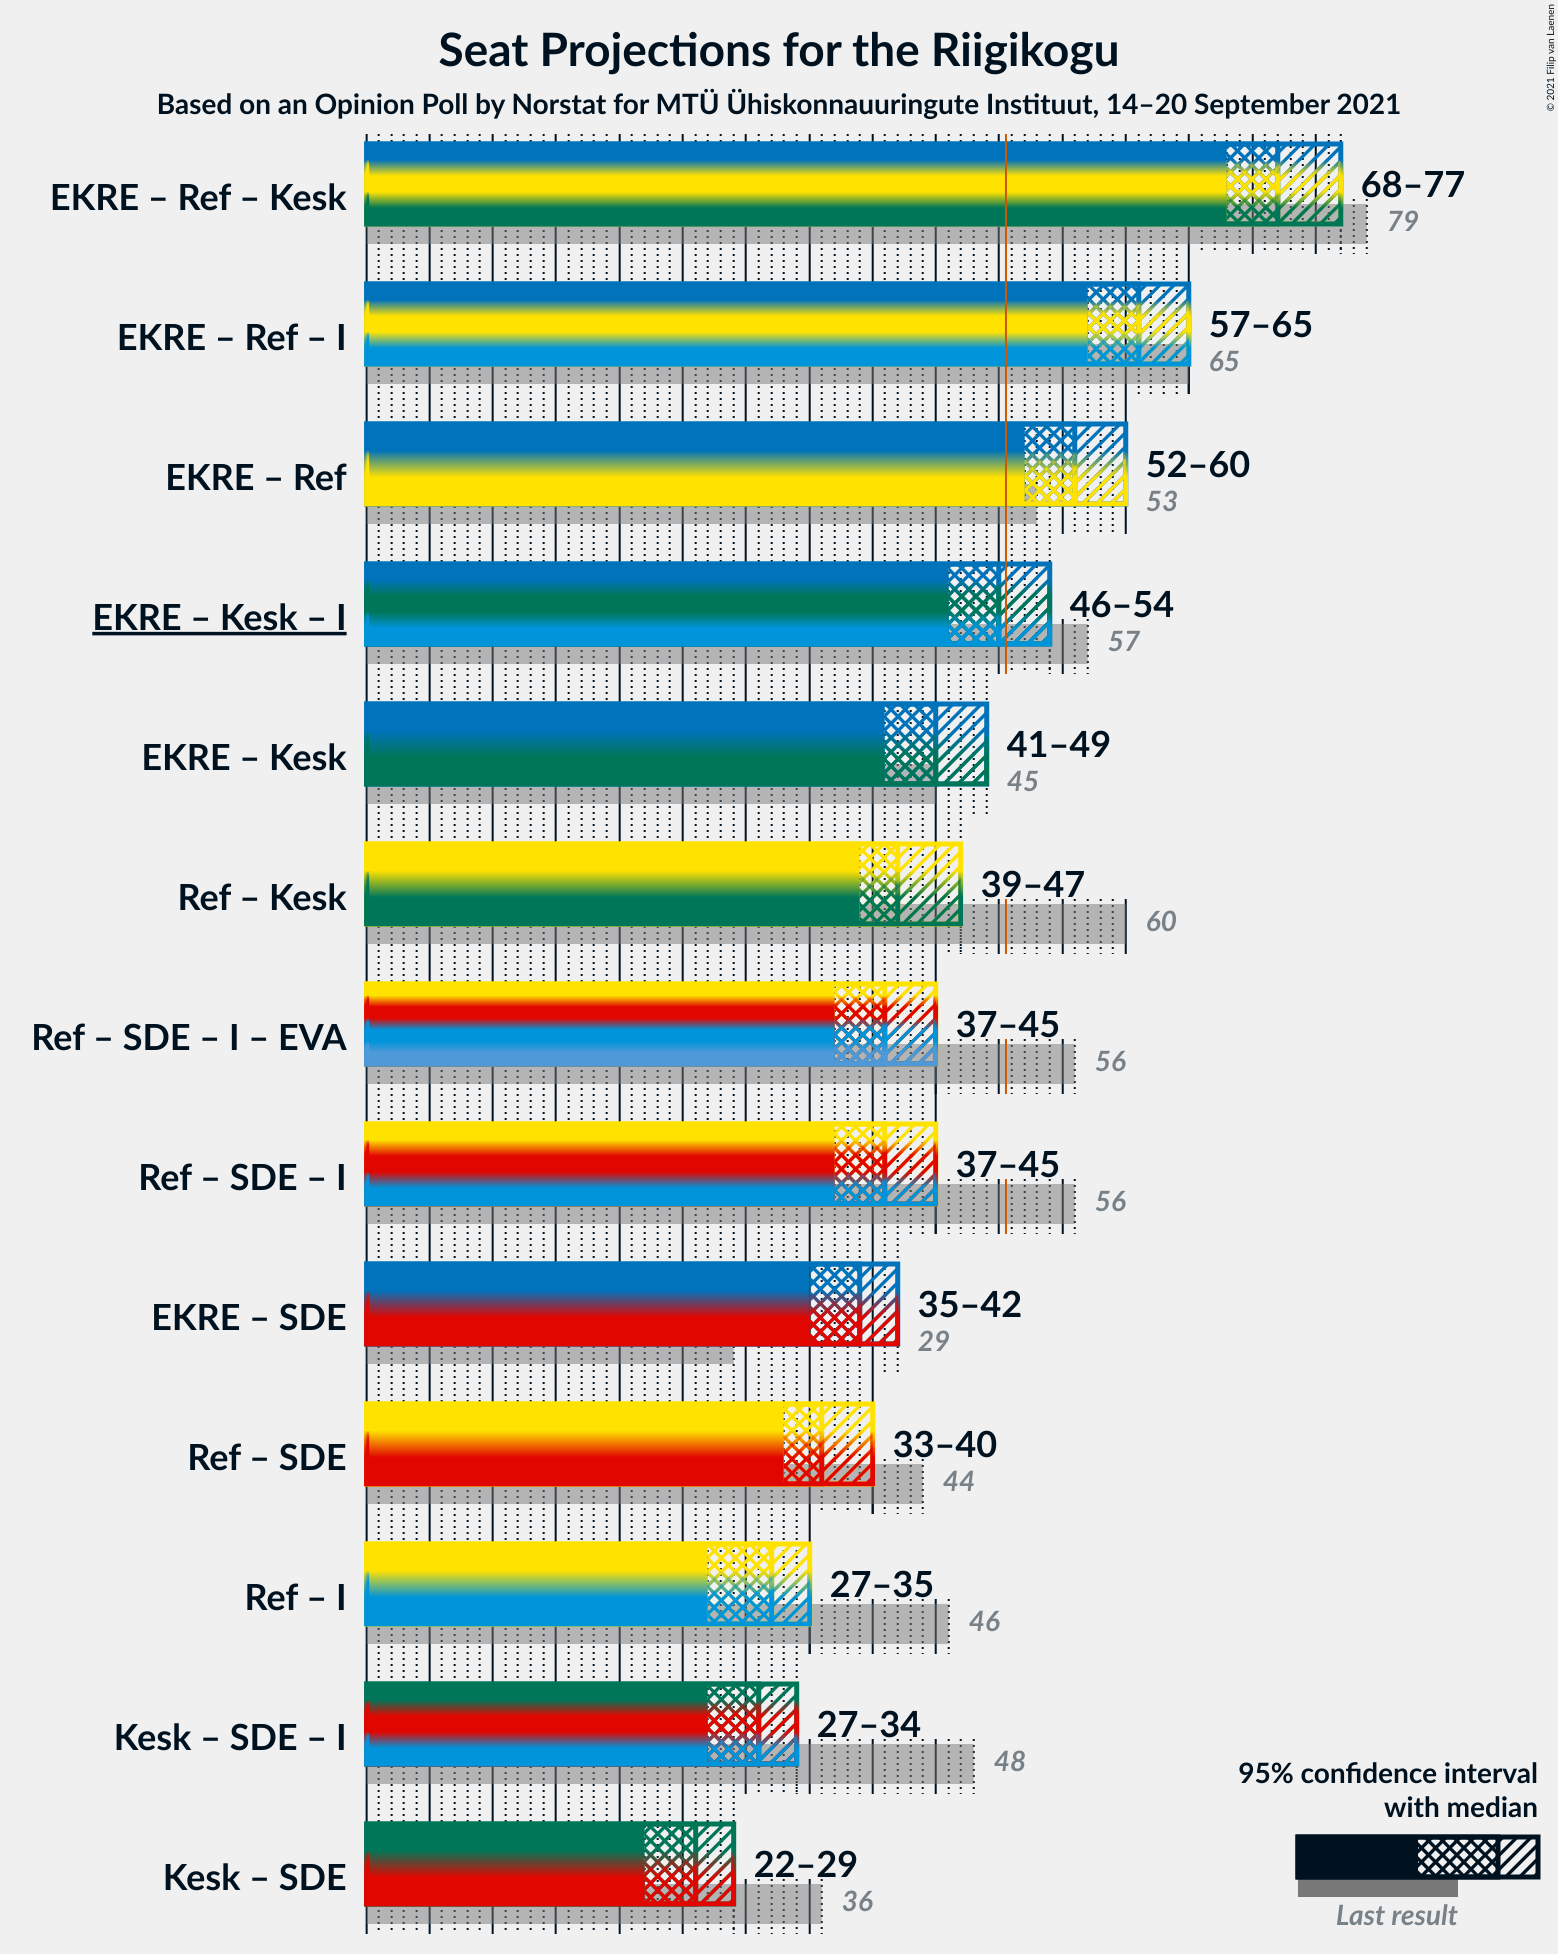 Seat Projections for the Riigikogu
Based on an Opinion Poll by Norstat for MTÜ Ühiskonnauuringute Instituut, 14–20 September 2021
© 2021 Filip van Laenen
EKRE – Ref – Kesk
68–77
79
EKRE – Ref – I
57–65
65
EKRE – Ref
52–60
53
EKRE – Kesk – I
46–54
57
EKRE – Kesk
41–49
45
Ref – Kesk
39–47
60
Ref – SDE – I – EVA
37–45
56
Ref – SDE – I
37–45
56
EKRE – SDE
35–42
29
Ref – SDE
33–40
44
Ref – I
27–35
46
Kesk – SDE – I
27–34
48
Kesk – SDE
22–29
36
95% confidence interval
with median
Last result